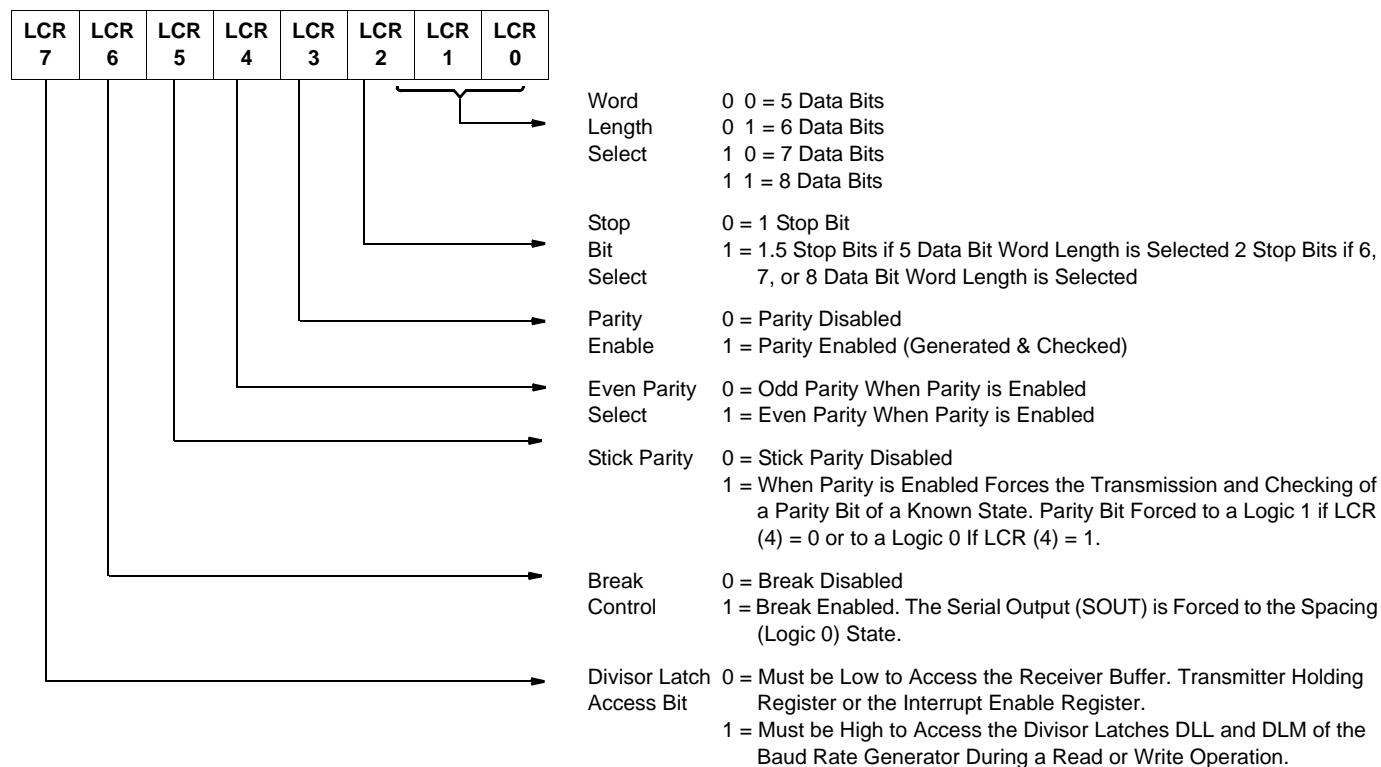 LCR LCR LCR LCR LCR LCR LCR LCR
7 6 5 4 3 2 1 0
Word 0 0 = 5 Data Bits
Length 0 1 = 6 Data Bits
Select 1 0 = 7 Data Bits
1 1 = 8 Data Bits
Stop 0 = 1 Stop Bit
Bit 1 = 1.5 Stop Bits if 5 Data Bit Word Length is Selected 2 Stop Bits if 6,
Select 7, or 8 Data Bit Word Length is Selected
Parity 0 = Parity Disabled
Enable 1 = Parity Enabled (Generated & Checked)
Even Parity 0 = Odd Parity When Parity is Enabled
Select 1 = Even Parity When Parity is Enabled
Stick Parity 0 = Stick Parity Disabled
1 = When Parity is Enabled Forces the Transmission and Checking of
a Parity Bit of a Known State. Parity Bit Forced to a Logic 1 if LCR
(4) = 0 or to a Logic 0 If LCR (4) = 1.
Break 0 = Break Disabled
Control 1 = Break Enabled. The Serial Output (SOUT) is Forced to the Spacing
(Logic 0) State.
Divisor Latch 0 = Must be Low to Access the Receiver Buffer. Transmitter Holding
Access Bit Register or the Interrupt Enable Register.
1 = Must be High to Access the Divisor Latches DLL and DLM of the
Baud Rate Generator During a Read or Write Operation.